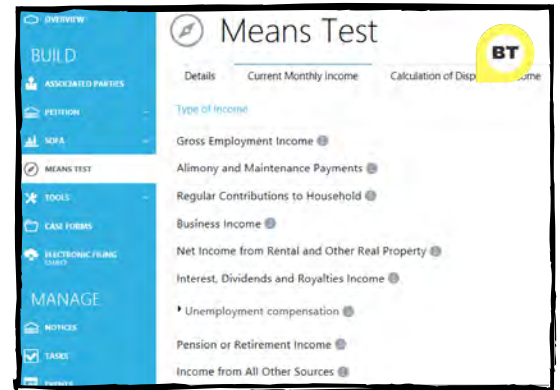 OVERVIEW
BUILD
ASSOCIATED PARTIES
PETITION
SOFA
MEANS TEST
TOOLS
CASE FORMS
ELECTRONIC FILING
MANAGE
NOTICES
TASKS
EVENTS
Means Test
BT
Details Current Monthly Income Calculation of Disp ome
Type of Income
Gross Employment Income
Alimony and Maintenance Payments
Regular Contributions to Household
Business Income
Net Income from Rental and Other Real Property
Interest, Dividends and Royalties Income
Unemployment compensation
Pension or Retirement Income
Income from All Other Sources